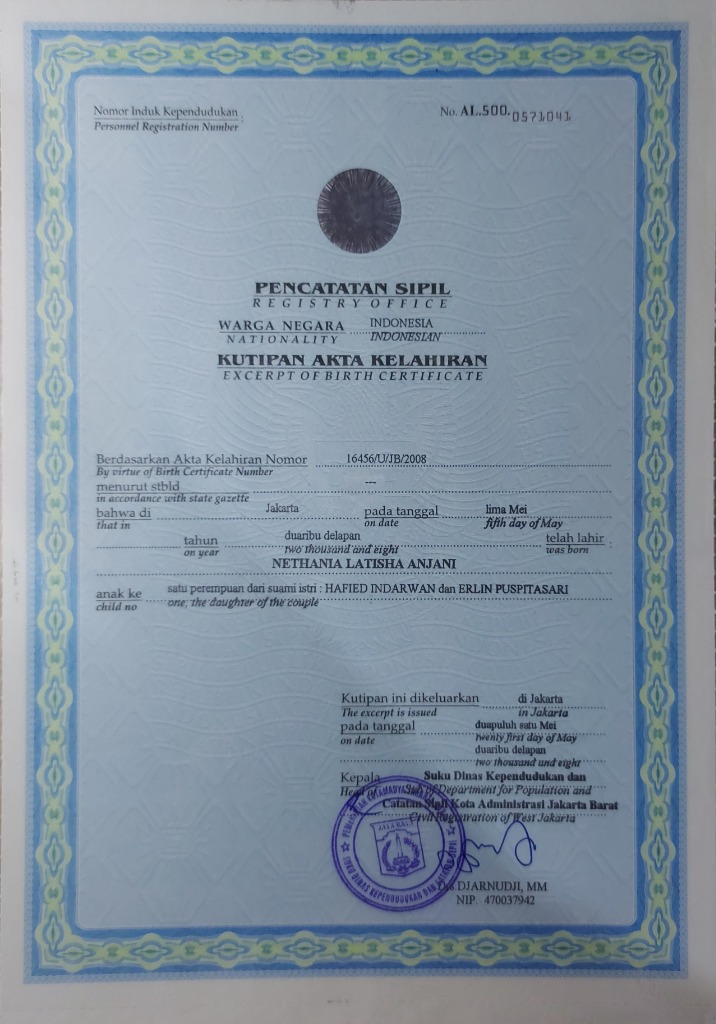 Nomor Induk Kependudukan :
Personnel Registration Number
No. AL.500.0571041
PENCATATAN SIPIL
REGISTRY OFFICE
WARGA NEGARA INDONESIA
NATIONALITY INDONESIAN
KUTIPAN AKTA KELAHIRAN
EXCERPT OF BIRTH CERTIFICATE
Berdasarkan Akta Kelahiran Nomor 16456/U/JB/2008
By virtue of Birth Certificate Number
menurut stbld ---
in accordance with state gazette
bahwa di Jakarta pada tanggal lima Mei
that in on date fifth day of May
tahun duaribu delapan telah lahir :
on year two thousand and eight was born
NETHANIA LATISHA ANJANI
anak ke satu perempuan dari suami istri : HAFIED INDARWAN dan ERLIN PUSPITASARI
child no one, the daughter of the couple
Kutipan ini dikeluarkan di Jakarta
The excerpt is issued in Jakarta
pada tanggal duapuluh satu Mei
on date twenty first day of May
duaribu delapan
two thousand and eight
Kepala Suku Dinas Kependudukan dan
Head of Sub of Department for Population and
Catatan Sipil Kota Administrasi Jakarta Barat
Civil Registration of West Jakarta
JAYA RAYA
SUKU DINAS KEPENDUDUKAN DAN CATATAN SIPIL
DJARNUDJI, MM
NIP. 470037942